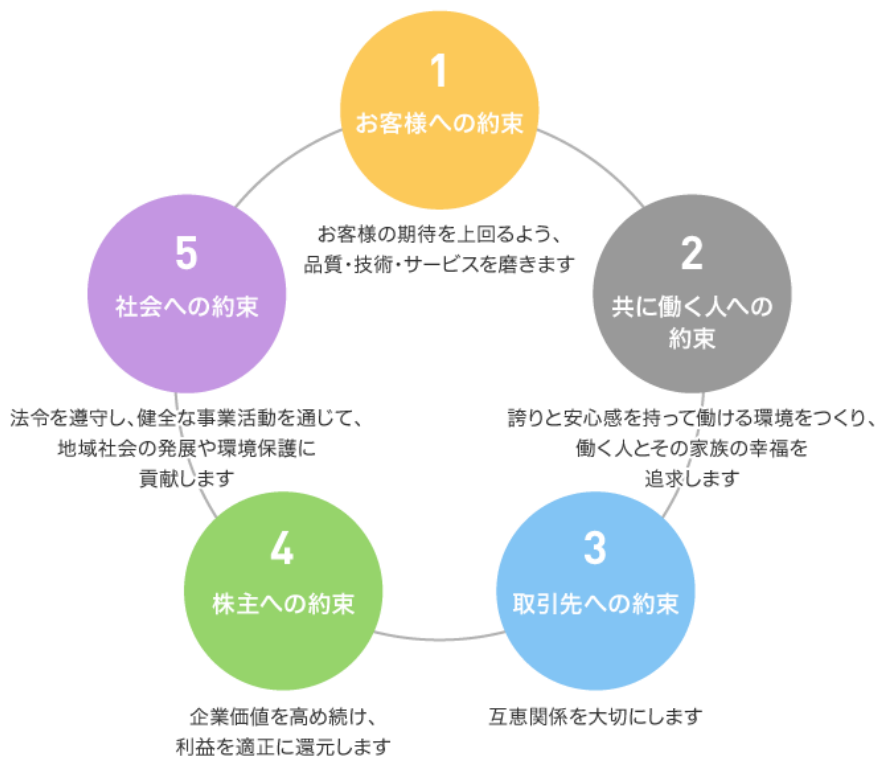 1
お客様への約束
お客様の期待を上回るよう、
品質・技術・サービスを磨きます
2
共に働く人への
約束
誇りと安心感を持って働ける環境をつくり、
働く人とその家族の幸福を
追求します
3
取引先への約束
互恵関係を大切にします
4
株主への約束
企業価値を高め続け、
利益を適正に還元します
5
社会への約束
法令を遵守し、健全な事業活動を通じて、
地域社会の発展や環境保護に
貢献します